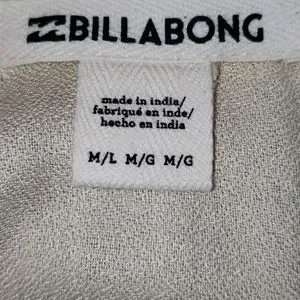 BILLABONG
made in india/
fabriqué en inde/
hecho en india
M/L M/G M/G